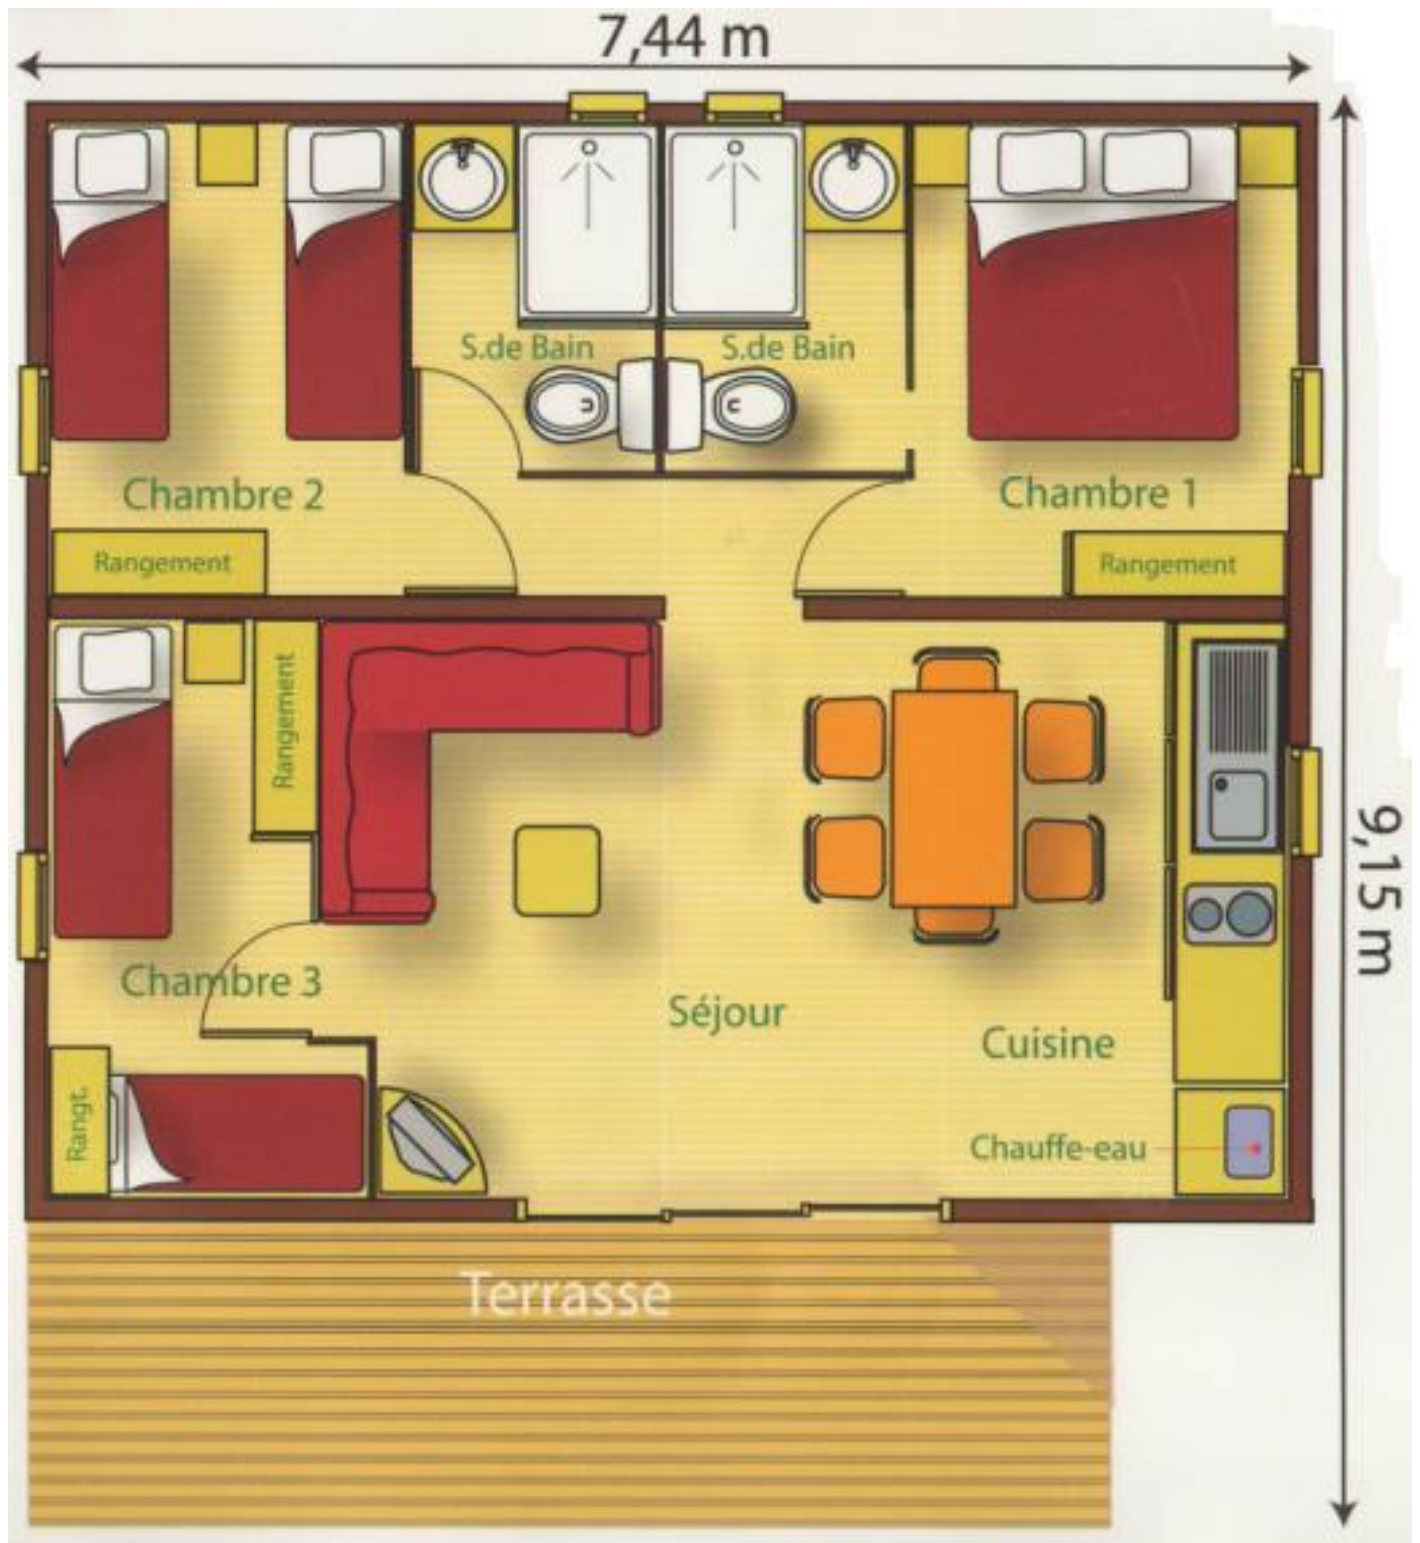 7,44 m
S.de Bain
S.de Bain
Chambre 2
Chambre 1
Rangement
Rangement
Rangement
9,15 m
Chambre 3
Séjour
Cuisine
Rangt.
Chauffe-eau
Terrasse